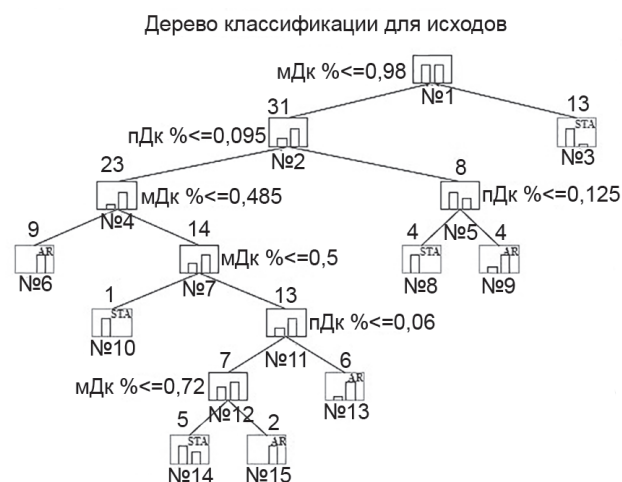 Дерево классификации для исходов
мДк %<=0,98
№1
31
13
пДк %<=0,095
STA
№2
№3
23
8
мДк %<=0,485
пДк %<=0,125
№4
№5
9
14
4
4
AR
мДк %<=0,5
STA
AR
№6
№7
№8
№9
1
13
STA
пДк %<=0,06
№10
№11
7
6
мДк %<=0,72
AR
№12
№13
5
2
STA
AR
№14
№15